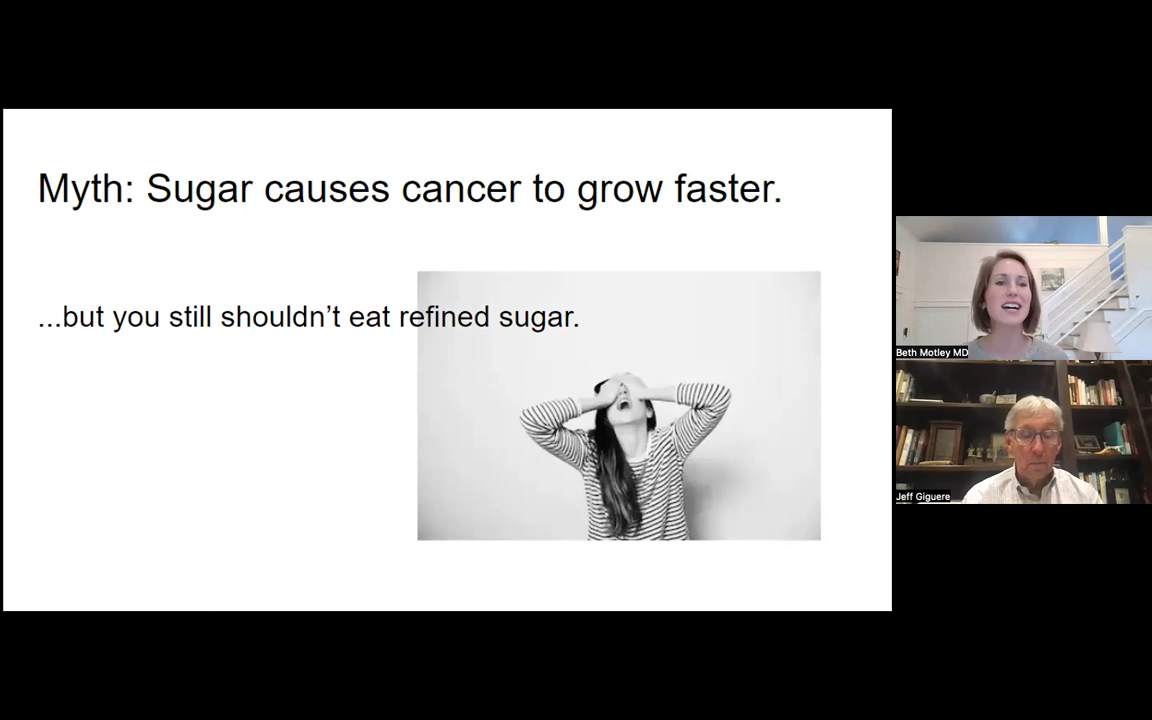 Myth: Sugar causes cancer to grow faster.
...but you still shouldn't eat refined sugar.
Beth Motley MD
Jeff Giguere